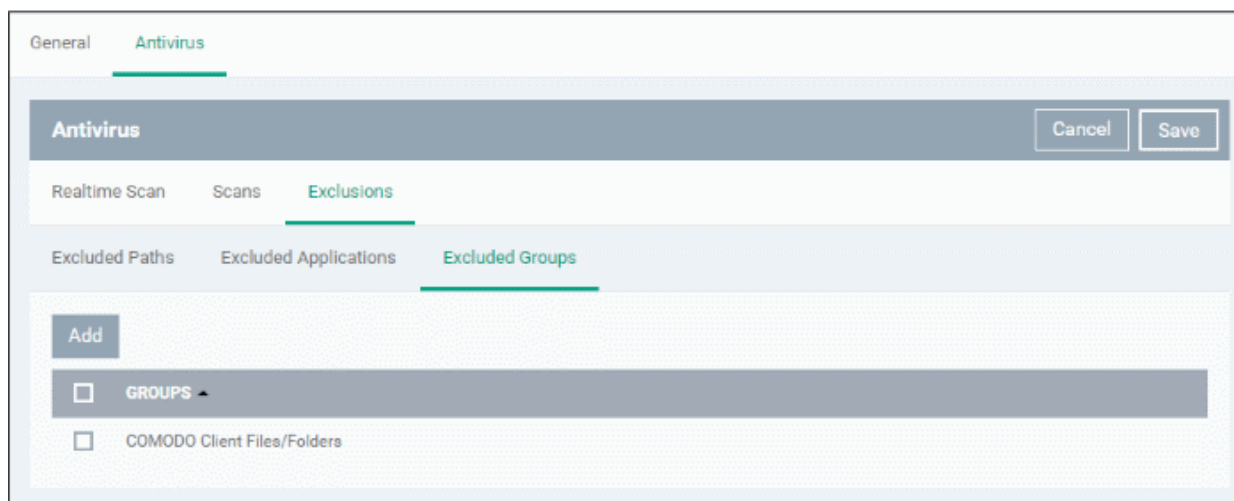 General Antivirus
Antivirus Cancel Save
Realtime Scan Scans Exclusions
Excluded Paths Excluded Applications Excluded Groups
Add
GROUPS
COMODO Client Files/Folders